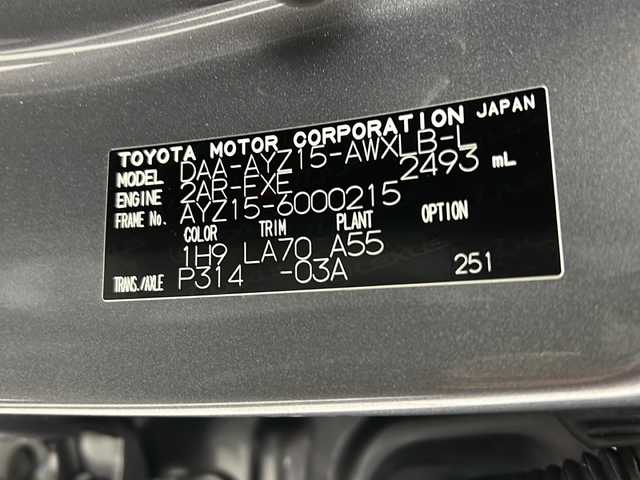 TOYOTA MOTOR CORPORATION JAPAN
MODEL DAA-AYZ15-AWXLB-L
ENGINE 2AR-FXE 2493 mL
FRAME No. AYZ15-6000215
COLOR TRIM PLANT OPTION
1H9 LA70 A55
TRANS./AXLE P314 -03A 251